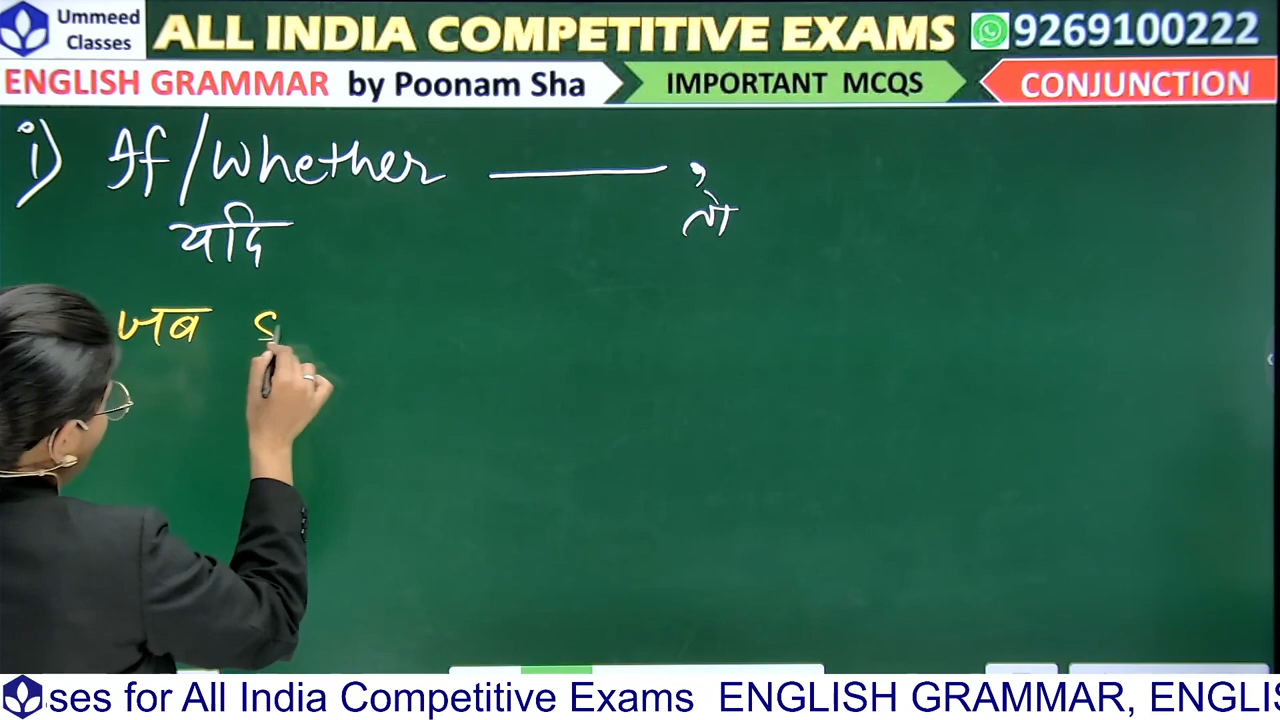 Ummeed
Classes
ALL INDIA COMPETITIVE EXAMS
9269100222
ENGLISH GRAMMAR by Poonam Sha
IMPORTANT MCQS
CONJUNCTION
i) If/Whether ———,
यदि तो
जब
ses for All India Competitive Exams ENGLISH GRAMMAR, ENGLIS